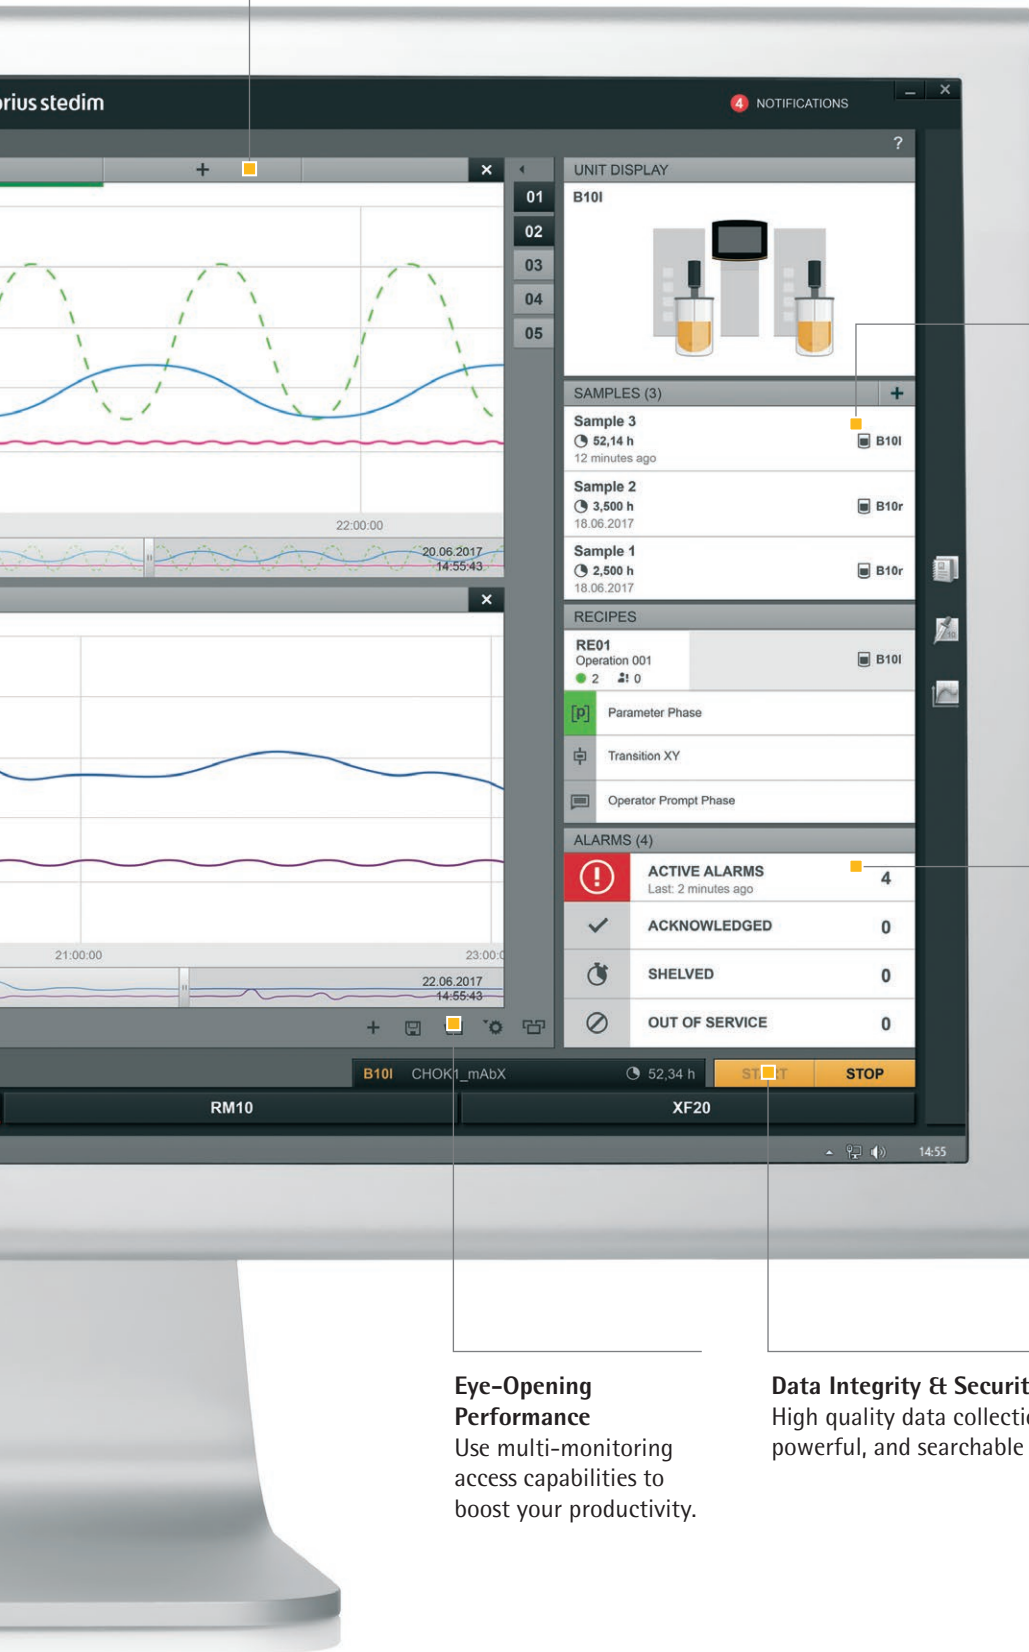 rius stedim
4 NOTIFICATIONS
?
UNIT DISPLAY
B10l
01
02
03
04
05
SAMPLES (3)
Sample 3
52,14 h
12 minutes ago
B10l
Sample 2
3,500 h
18.06.2017
B10r
Sample 1
2,500 h
18.06.2017
B10r
22:00:00
20.06.2017
14:55:43
RECIPES
RE01
Operation 001
2 0
B10l
[p] Parameter Phase
Transition XY
Operator Prompt Phase
ALARMS (4)
ACTIVE ALARMS 4
Last: 2 minutes ago
ACKNOWLEDGED 0
SHELVED 0
OUT OF SERVICE 0
21:00:00
23:00:0
22.06.2017
14:55:43
B10l CHOK1_mAbX 52,34 h START STOP
RM10 XF20
14:55
Eye-Opening
Performance
Use multi-monitoring
access capabilities to
boost your productivity.
Data Integrity & Securit
High quality data collectio
powerful, and searchable